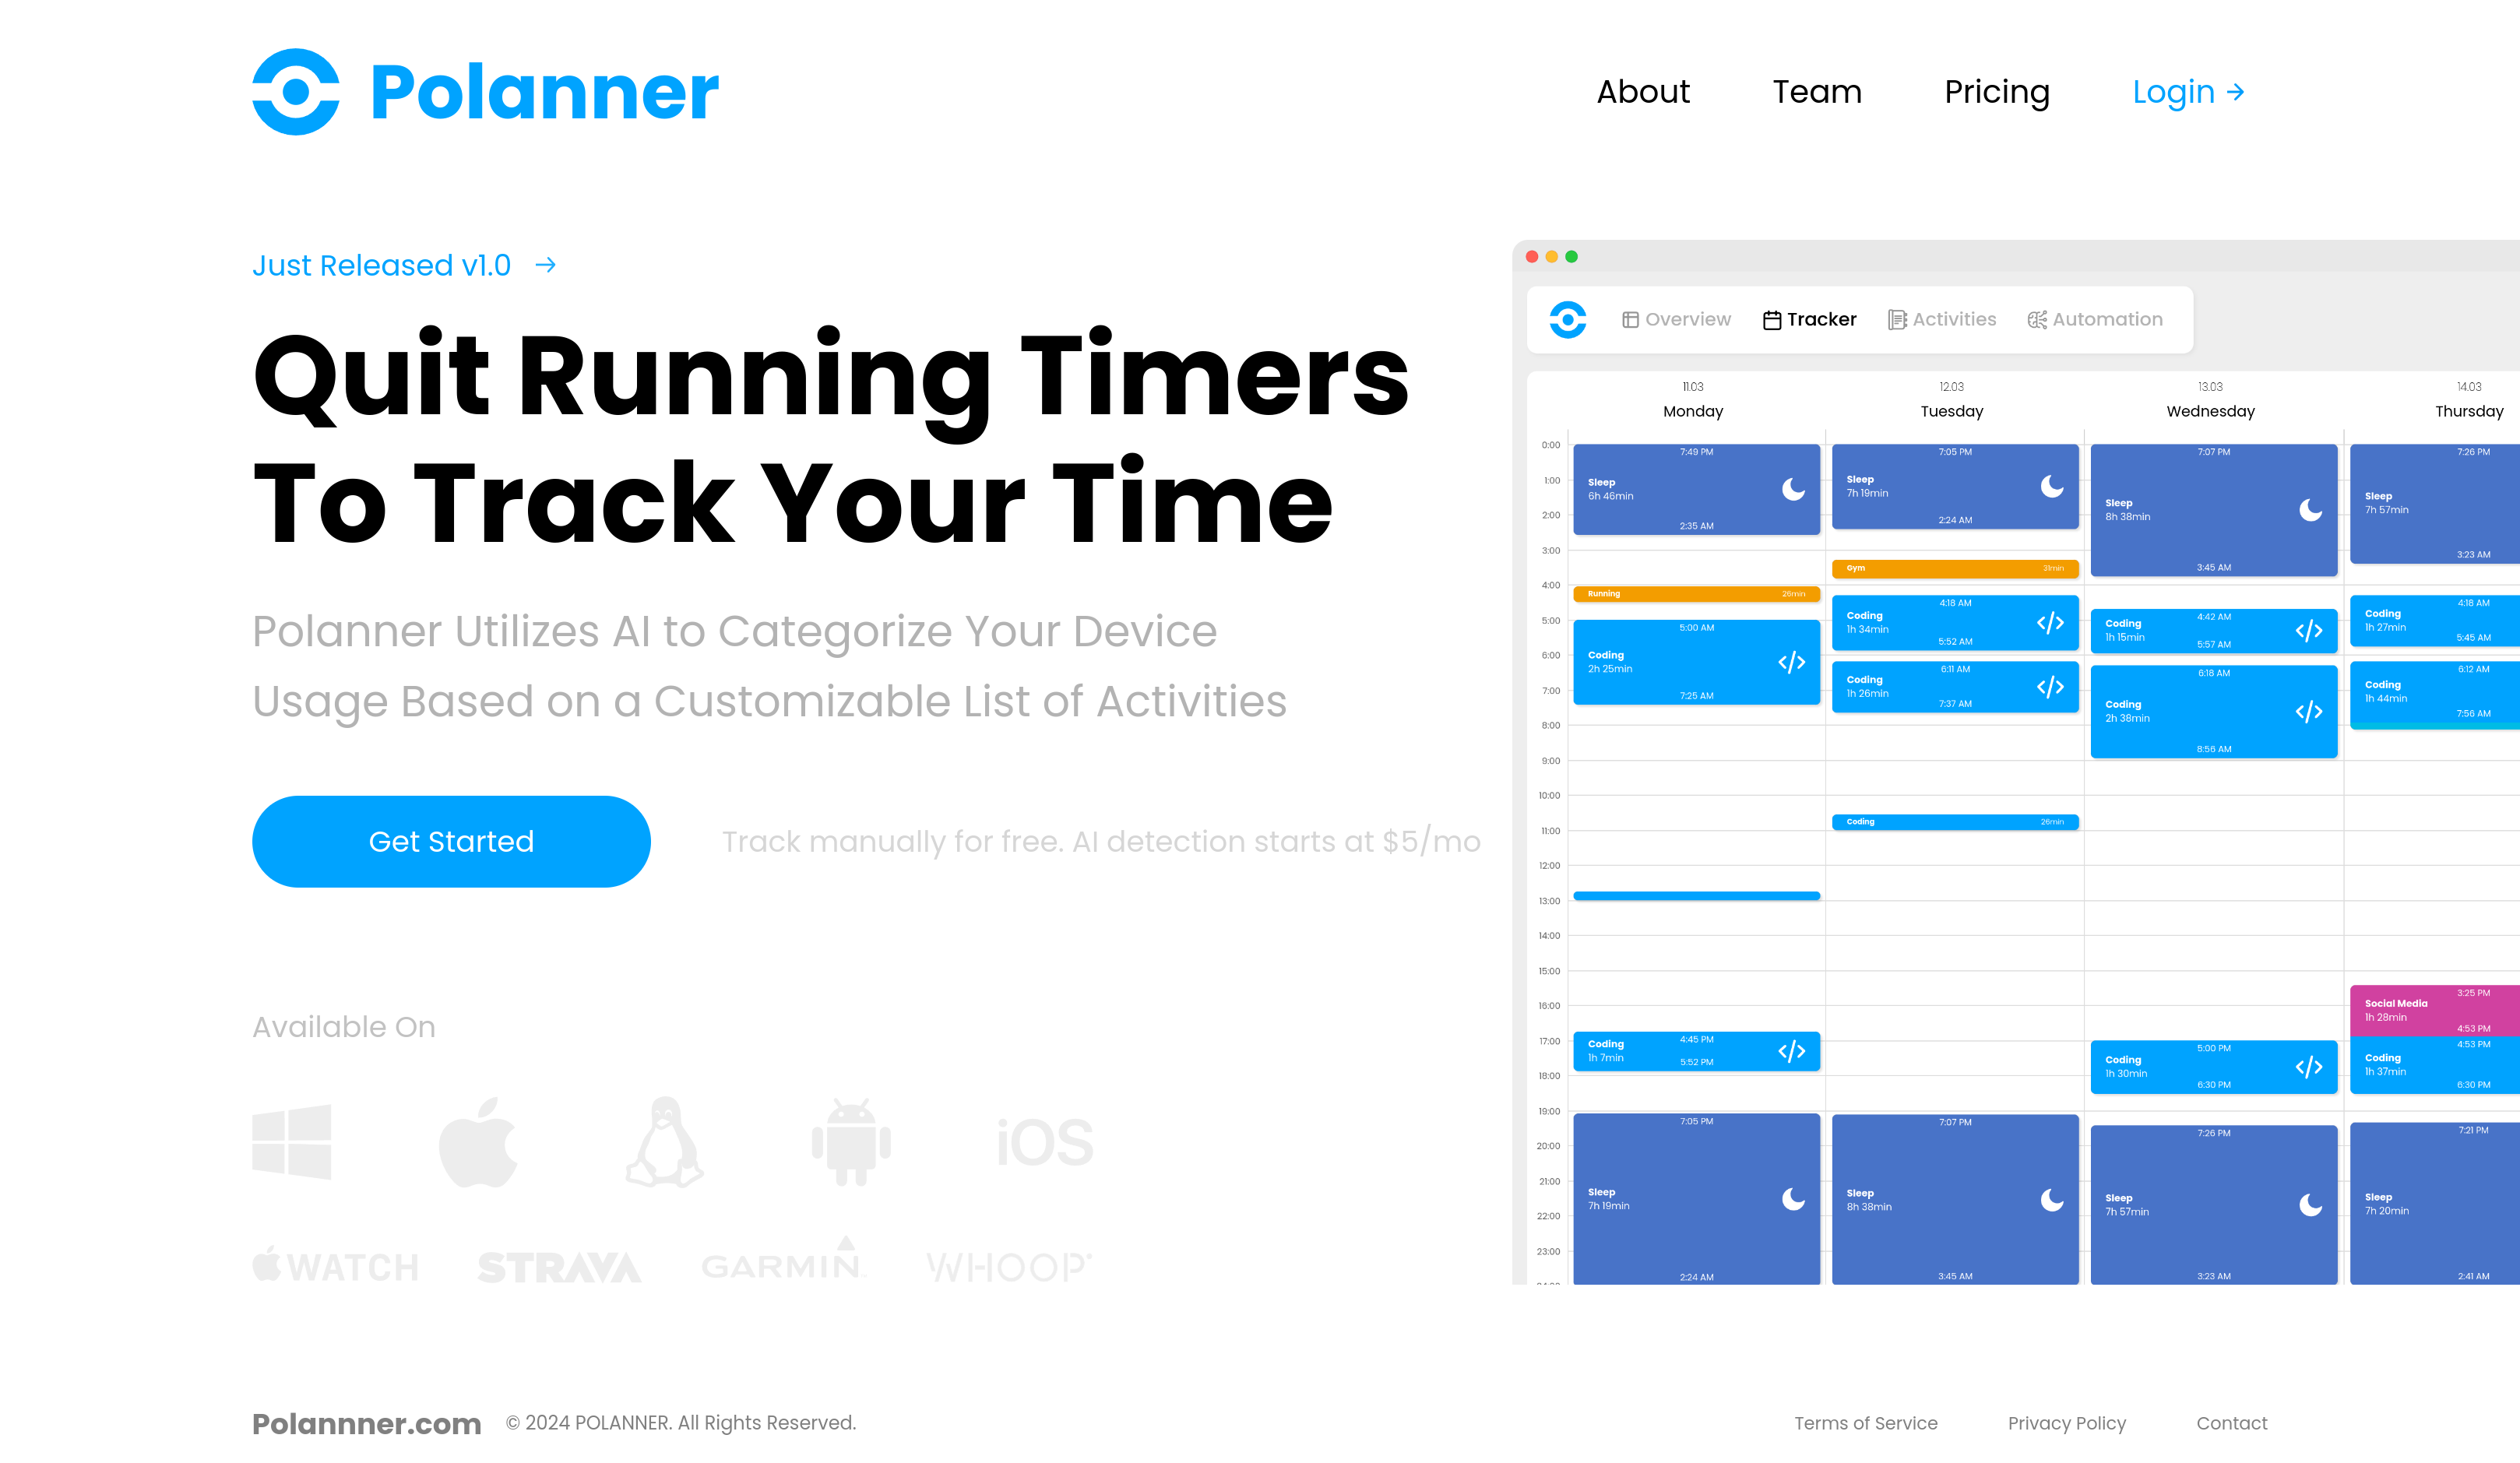 Polanner
About
Team
Pricing
Login
Just Released v1.0
Quit Running Timers
To Track Your Time
Polanner Utilizes AI to Categorize Your Device
Usage Based on a Customizable List of Activities
Get Started
Track manually for free. AI detection starts at $5/mo
Available On
iOS
WATCH
STRAVA
GARMIN
WHOOP
Overview
Tracker
Activities
Automation
11.03
Monday
12.03
Tuesday
13.03
Wednesday
14.03
Thursday
0:00
1:00
2:00
3:00
4:00
5:00
6:00
7:00
8:00
9:00
10:00
11:00
12:00
13:00
14:00
15:00
16:00
17:00
18:00
19:00
20:00
21:00
22:00
23:00
7:49 PM
Sleep
6h 46min
2:35 AM
Running
26min
5:00 AM
Coding
2h 25min
7:25 AM
4:45 PM
Coding
1h 7min
5:52 PM
7:05 PM
Sleep
7h 19min
2:24 AM
7:05 PM
Sleep
7h 19min
2:24 AM
Gym
31min
4:18 AM
Coding
1h 34min
5:52 AM
6:11 AM
Coding
1h 26min
7:37 AM
Coding
26min
7:07 PM
Sleep
8h 38min
3:45 AM
7:07 PM
Sleep
8h 38min
3:45 AM
4:42 AM
Coding
1h 15min
5:57 AM
6:18 AM
Coding
2h 38min
8:56 AM
5:00 PM
Coding
1h 30min
6:30 PM
7:26 PM
Sleep
7h 57min
3:23 AM
7:26 PM
Sleep
7h 57min
3:23 AM
4:18 AM
Coding
1h 27min
5:45 AM
6:12 AM
Coding
1h 44min
7:56 AM
3:25 PM
Social Media
1h 28min
4:53 PM
4:53 PM
Coding
1h 37min
6:30 PM
7:21 PM
Sleep
7h 20min
2:41 AM
Polannner.com
© 2024 POLANNER. All Rights Reserved.
Terms of Service
Privacy Policy
Contact